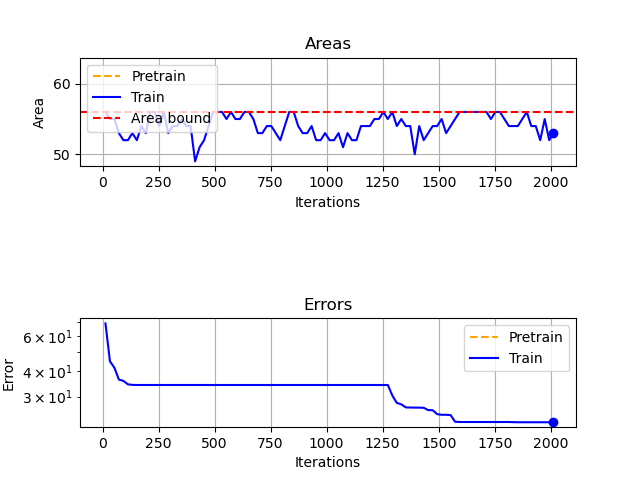 Areas
Pretrain
Train
Area bound
60
50
Area
0 250 500 750 1000 1250 1500 1750 2000
Iterations
Errors
Pretrain
Train
6 × 10¹
4 × 10¹
3 × 10¹
Error
0 250 500 750 1000 1250 1500 1750 2000
Iterations